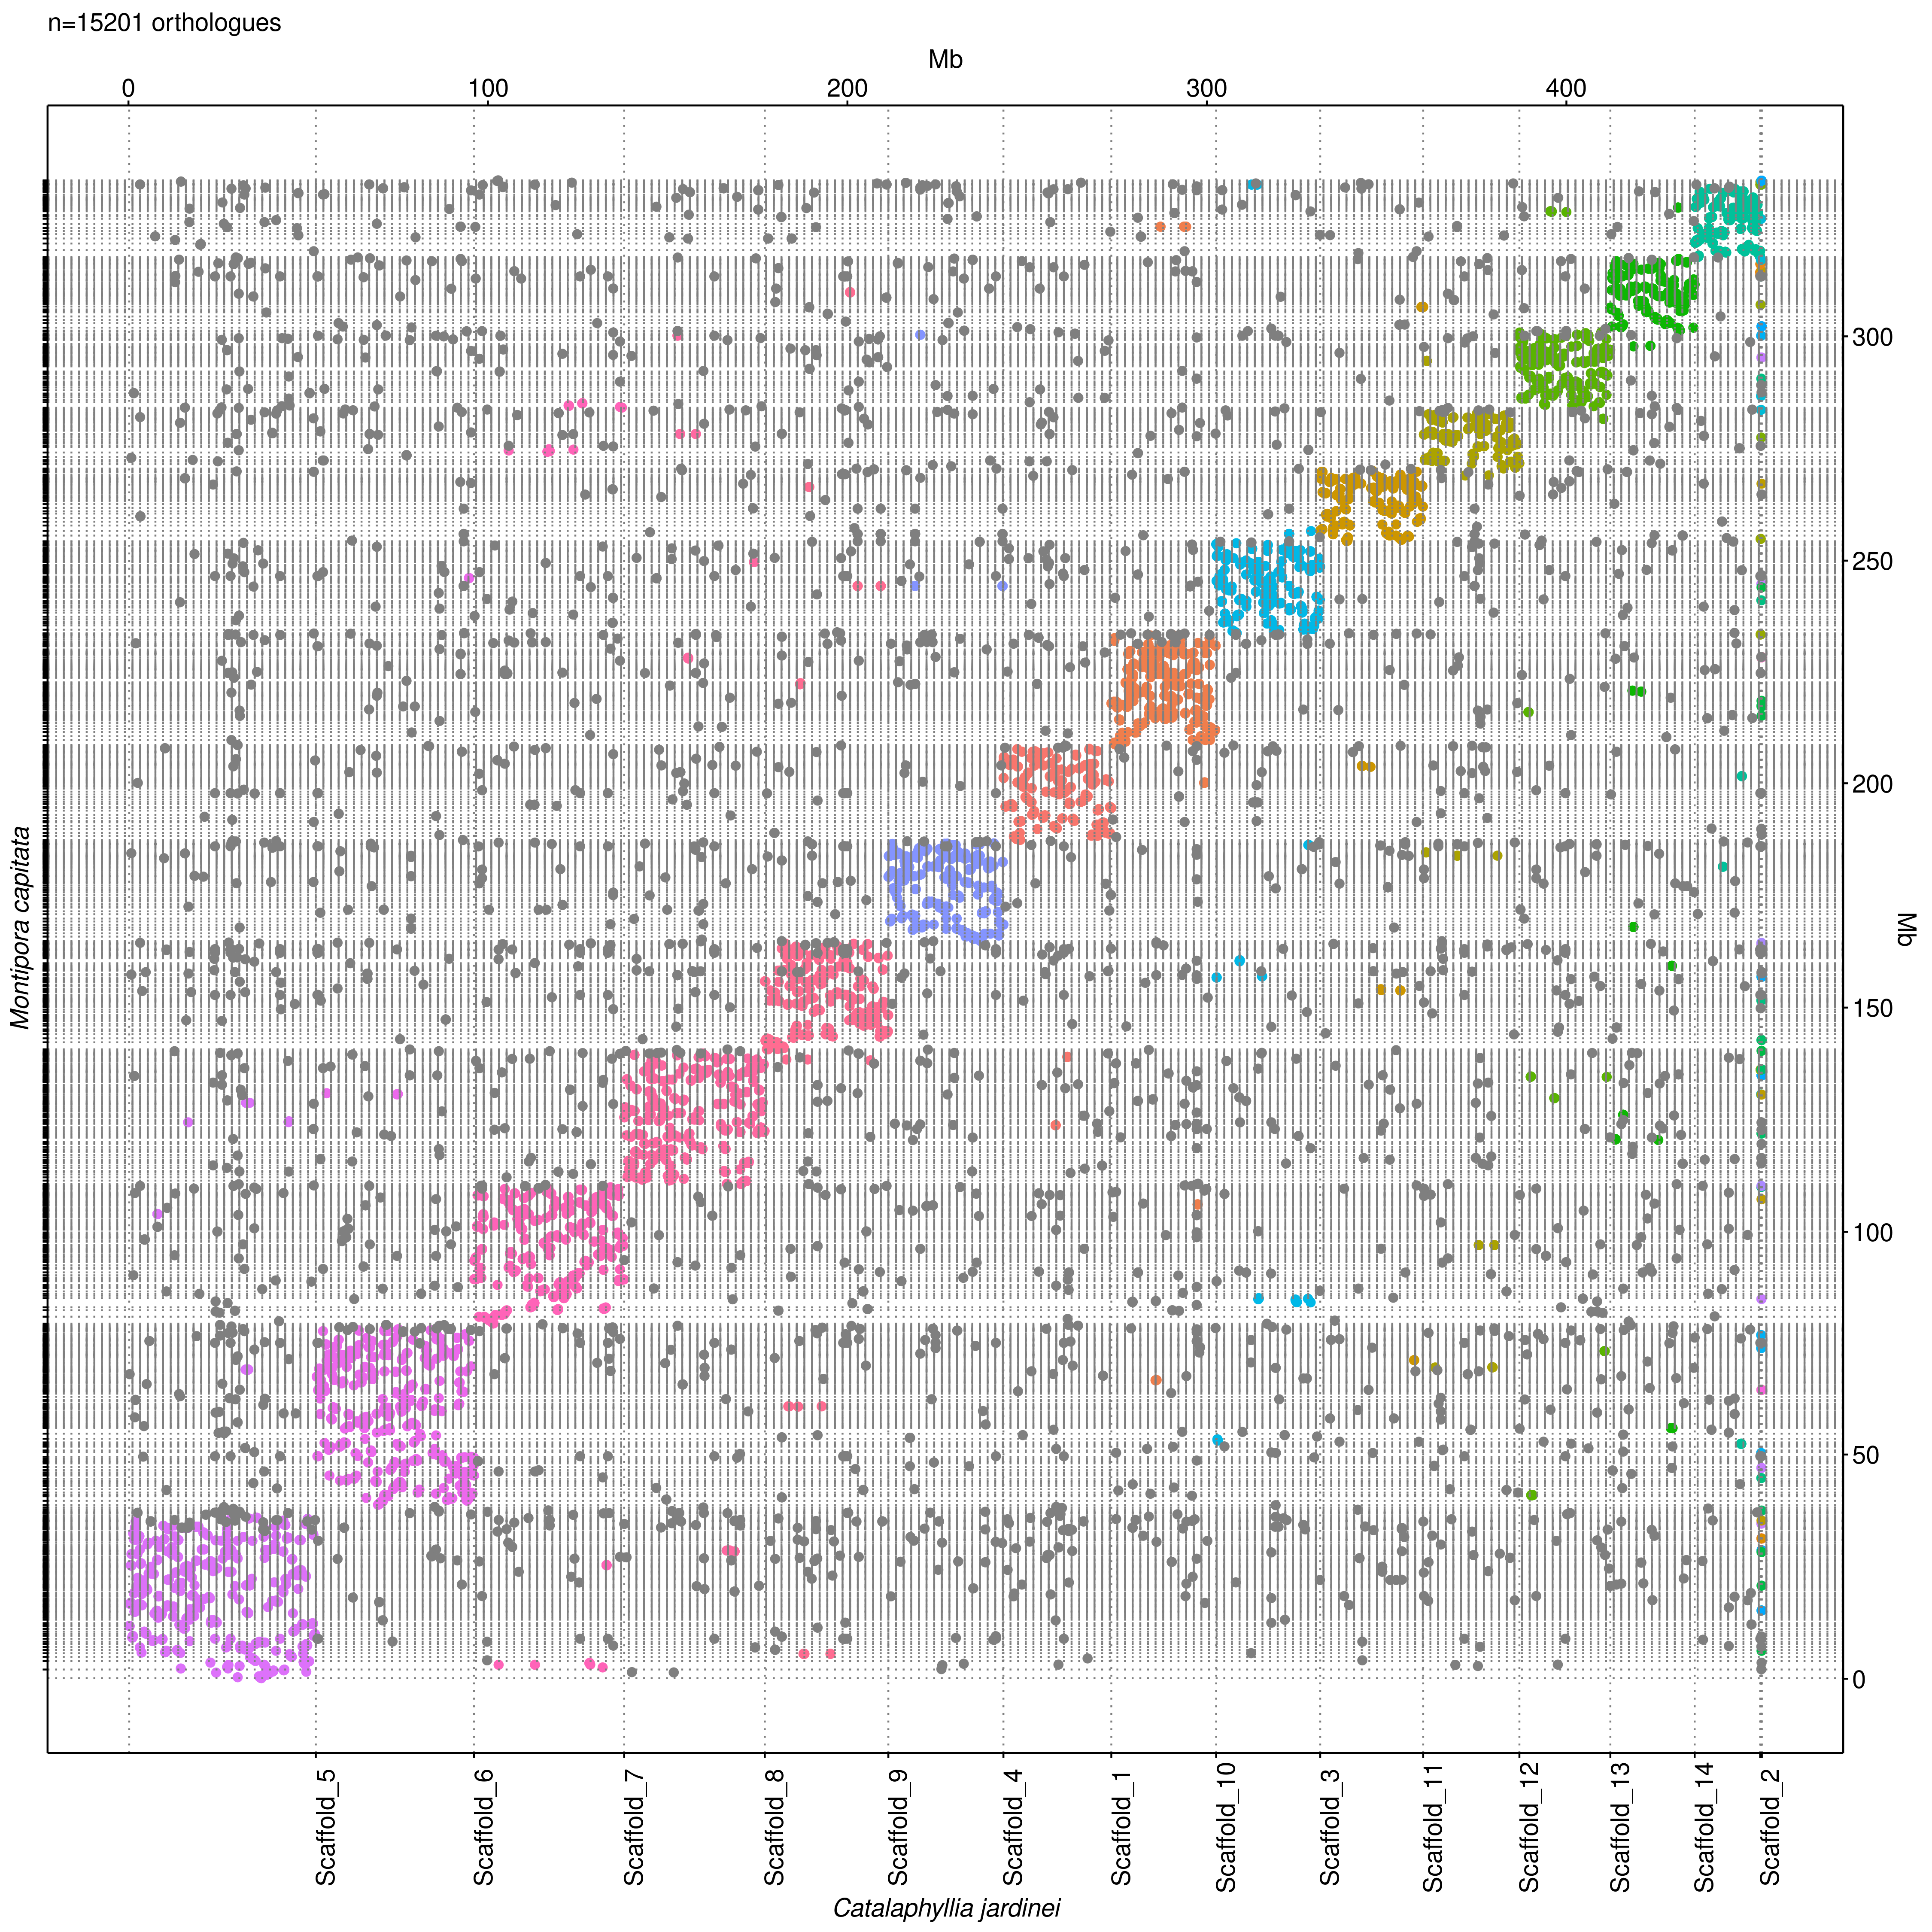 n=15201 orthologues
Mb
0 100 200 300 400
300
250
200
150
100
50
0
Mb
Montipora capitata
Scaffold_5
Scaffold_6
Scaffold_7
Scaffold_8
Scaffold_9
Scaffold_4
Scaffold_1
Scaffold_10
Scaffold_3
Scaffold_11
Scaffold_12
Scaffold_13
Scaffold_14
Scaffold_2
Catalaphyllia jardinei